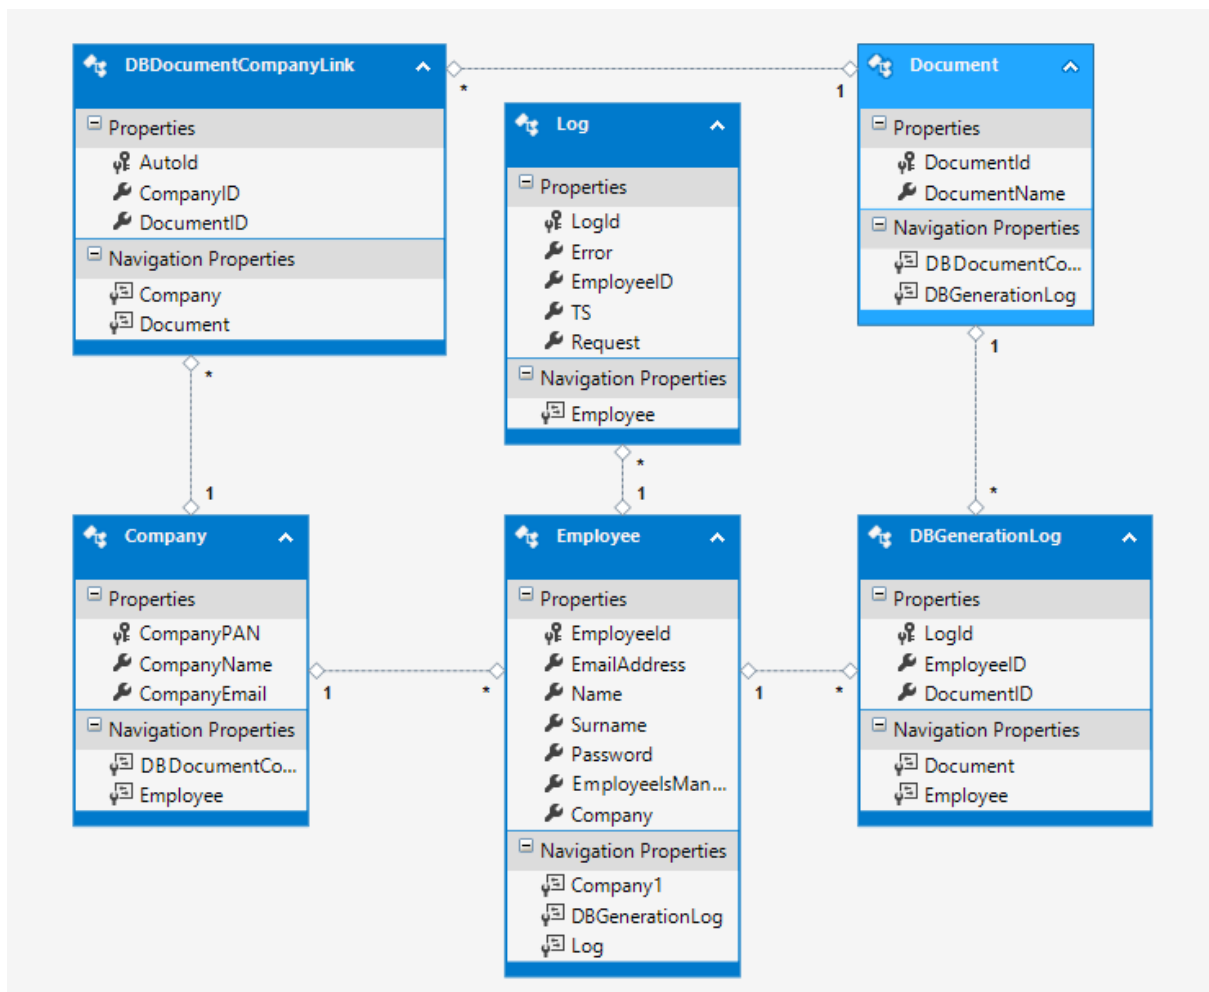 DBDocumentCompanyLink
*
1
Properties
AutoId
CompanyID
DocumentID
Navigation Properties
Company
Document
*
1
Log
Properties
LogId
Error
EmployeeID
TS
Request
Navigation Properties
Employee
*
1
Document
Properties
DocumentId
DocumentName
Navigation Properties
DBDocumentCo...
DBGenerationLog
1
*
Company
Properties
CompanyPAN
CompanyName
CompanyEmail
Navigation Properties
DBDocumentCo...
Employee
1
*
Employee
Properties
EmployeeId
EmailAddress
Name
Surname
Password
EmployeeIsMan...
Company
Navigation Properties
Company1
DBGenerationLog
Log
1
*
DBGenerationLog
Properties
LogId
EmployeeID
DocumentID
Navigation Properties
Document
Employee